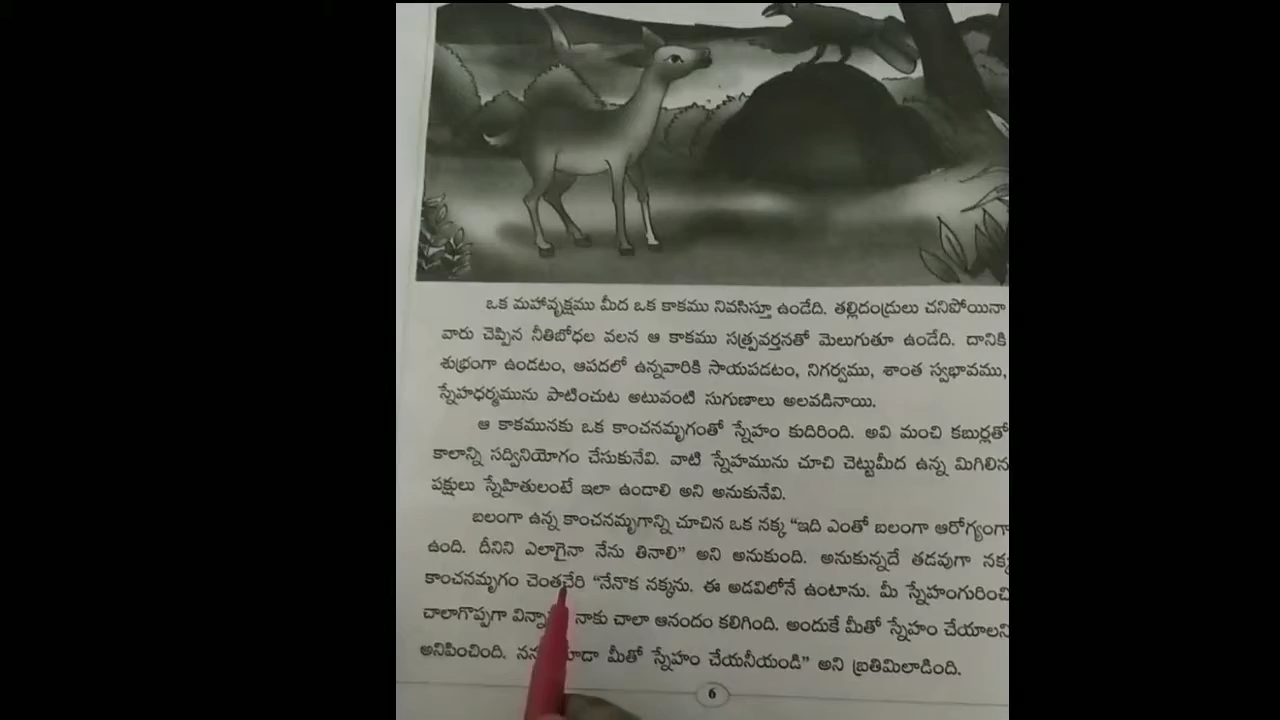 ఒక మహావృక్షము మీద ఒక కాకము నివసిస్తూ ఉండేది. తల్లిదండ్రులు చనిపోయినా
వారు చెప్పిన నీతిబోధల వలన ఆ కాకము సత్ప్రవర్తనతో మెలుగుతూ ఉండేది. దానికి
శుభ్రంగా ఉండటం, ఆపదలో ఉన్నవారికి సాయపడటం, నిగర్వము, శాంత స్వభావము,
స్నేహధర్మమును పాటించుట అటువంటి సుగుణాలు అలవడినాయి.
ఆ కాకమునకు ఒక కాంచనమృగంతో స్నేహం కుదిరింది. అవి మంచి కబుర్లతో
కాలాన్ని సద్వినియోగం చేసుకునేవి. వాటి స్నేహమును చూచి చెట్టుమీద ఉన్న మిగిలిన
పక్షులు స్నేహితులంటే ఇలా ఉండాలి అని అనుకునేవి.
బలంగా ఉన్న కాంచనమృగాన్ని చూచిన ఒక నక్క "ఇది ఎంతో బలంగా ఆరోగ్యంగా
ఉంది. దీనిని ఎలాగైనా నేను తినాలి" అని అనుకుంది. అనుకున్నదే తడవుగా నక్క
కాంచనమృగం చెంతచేరి "నేనొక నక్కను. ఈ అడవిలోనే ఉంటాను. మీ స్నేహంగురించి
చాలాగొప్పగా నాకు చాలా ఆనందం కలిగింది. అందుకే మీతో స్నేహం చేయాలని
అనిపించింది. మీతో స్నేహం చేయనీయండి" అని బ్రతిమిలాడింది.
6